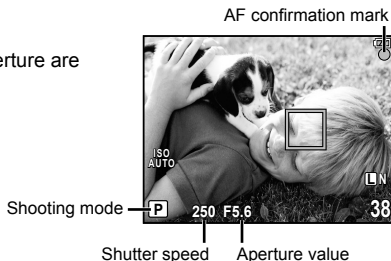 AF confirmation mark
erture are
ISO
AUTO
L N
Shooting mode P 250 F5.6 38
Shutter speed Aperture value